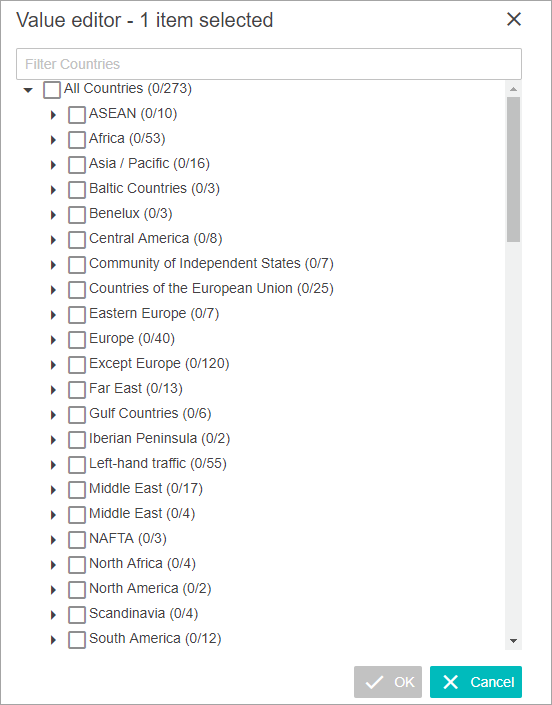 Value editor - 1 item selected
Filter Countries
All Countries (0/273)
ASEAN (0/10)
Africa (0/53)
Asia / Pacific (0/16)
Baltic Countries (0/3)
Benelux (0/3)
Central America (0/8)
Community of Independent States (0/7)
Countries of the European Union (0/25)
Eastern Europe (0/7)
Europe (0/40)
Except Europe (0/120)
Far East (0/13)
Gulf Countries (0/6)
Iberian Peninsula (0/2)
Left-hand traffic (0/55)
Middle East (0/17)
Middle East (0/4)
NAFTA (0/3)
North Africa (0/4)
North America (0/2)
Scandinavia (0/4)
South America (0/12)
OK
Cancel